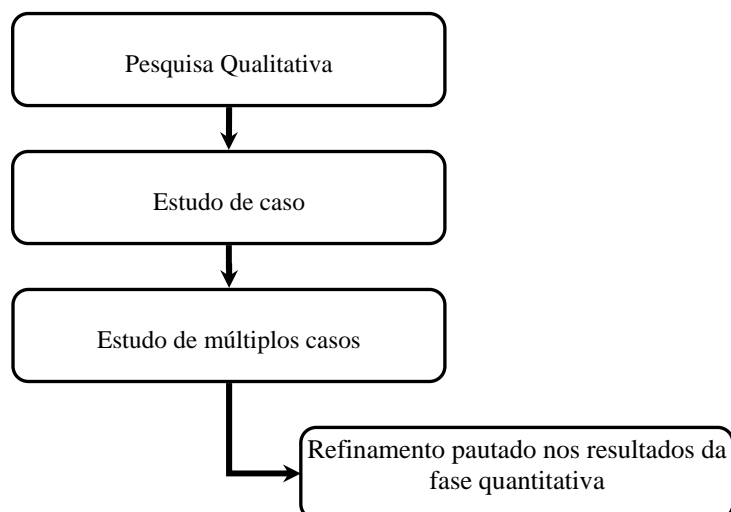 Pesquisa Qualitativa
Estudo de caso
Estudo de múltiplos casos
Refinamento pautado nos resultados da
fase quantitativa